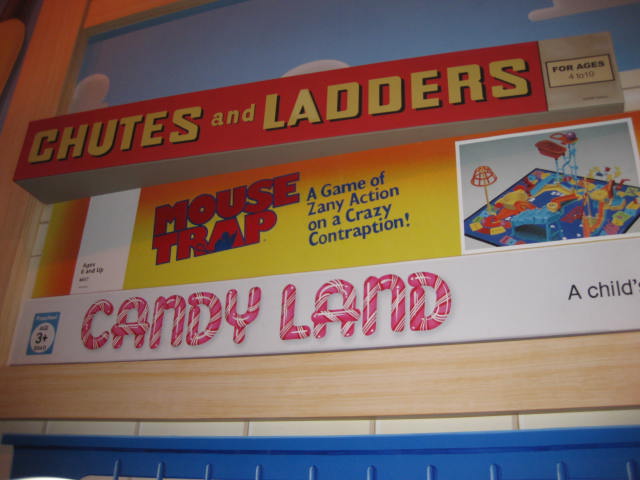 CHUTES and LADDERS
FOR AGES
4 to 10
MOUSE
TRAP
A Game of
Zany Action
on a Crazy
Contraption!
Ages
6 and Up
CANDY LAND
AGE
3+
A child's